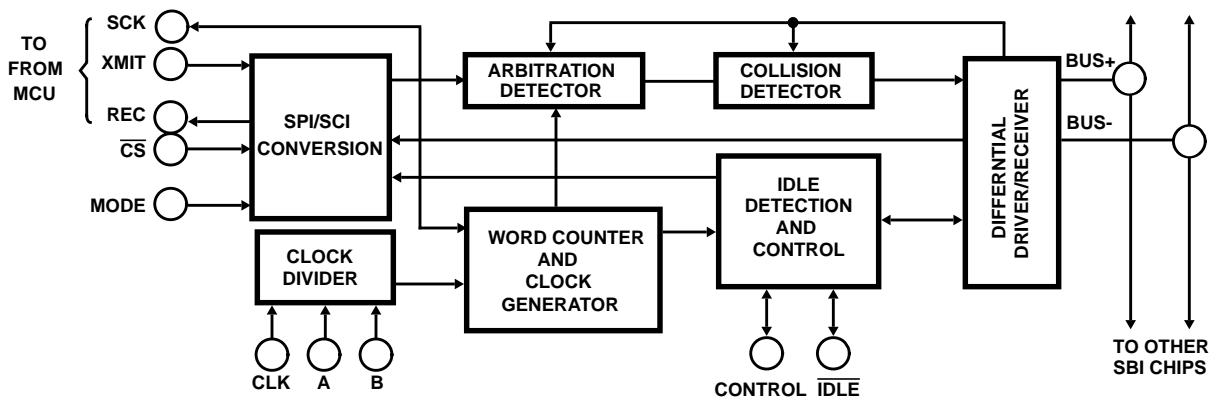 TO
FROM
MCU
SCK
XMIT
REC
CS
MODE
SPI/SCI
CONVERSION
ARBITRATION
DETECTOR
COLLISION
DETECTOR
DIFFERNTIAL
DRIVER/RECEIVER
BUS+
BUS-
IDLE
DETECTION
AND
CONTROL
WORD COUNTER
AND
CLOCK
GENERATOR
CLOCK
DIVIDER
CLK
A
B
CONTROL
IDLE
TO OTHER
SBI CHIPS